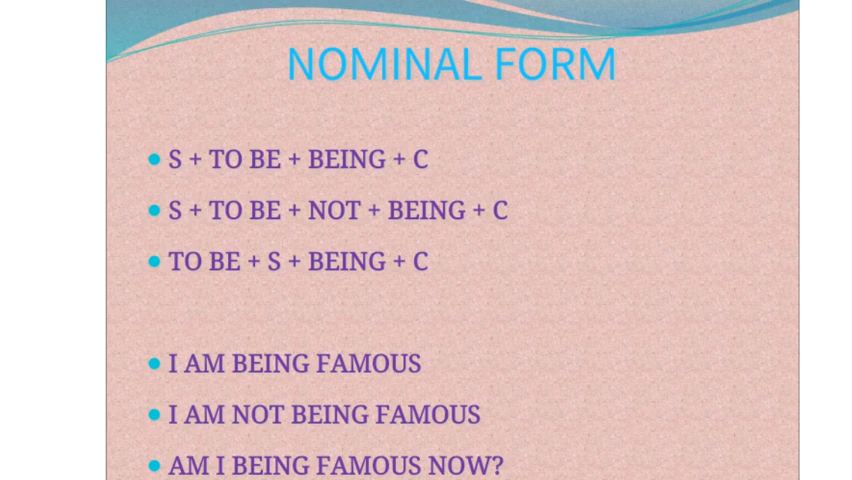 NOMINAL FORM
S + TO BE + BEING + C
S + TO BE + NOT + BEING + C
TO BE + S + BEING + C
I AM BEING FAMOUS
I AM NOT BEING FAMOUS
AM I BEING FAMOUS NOW?